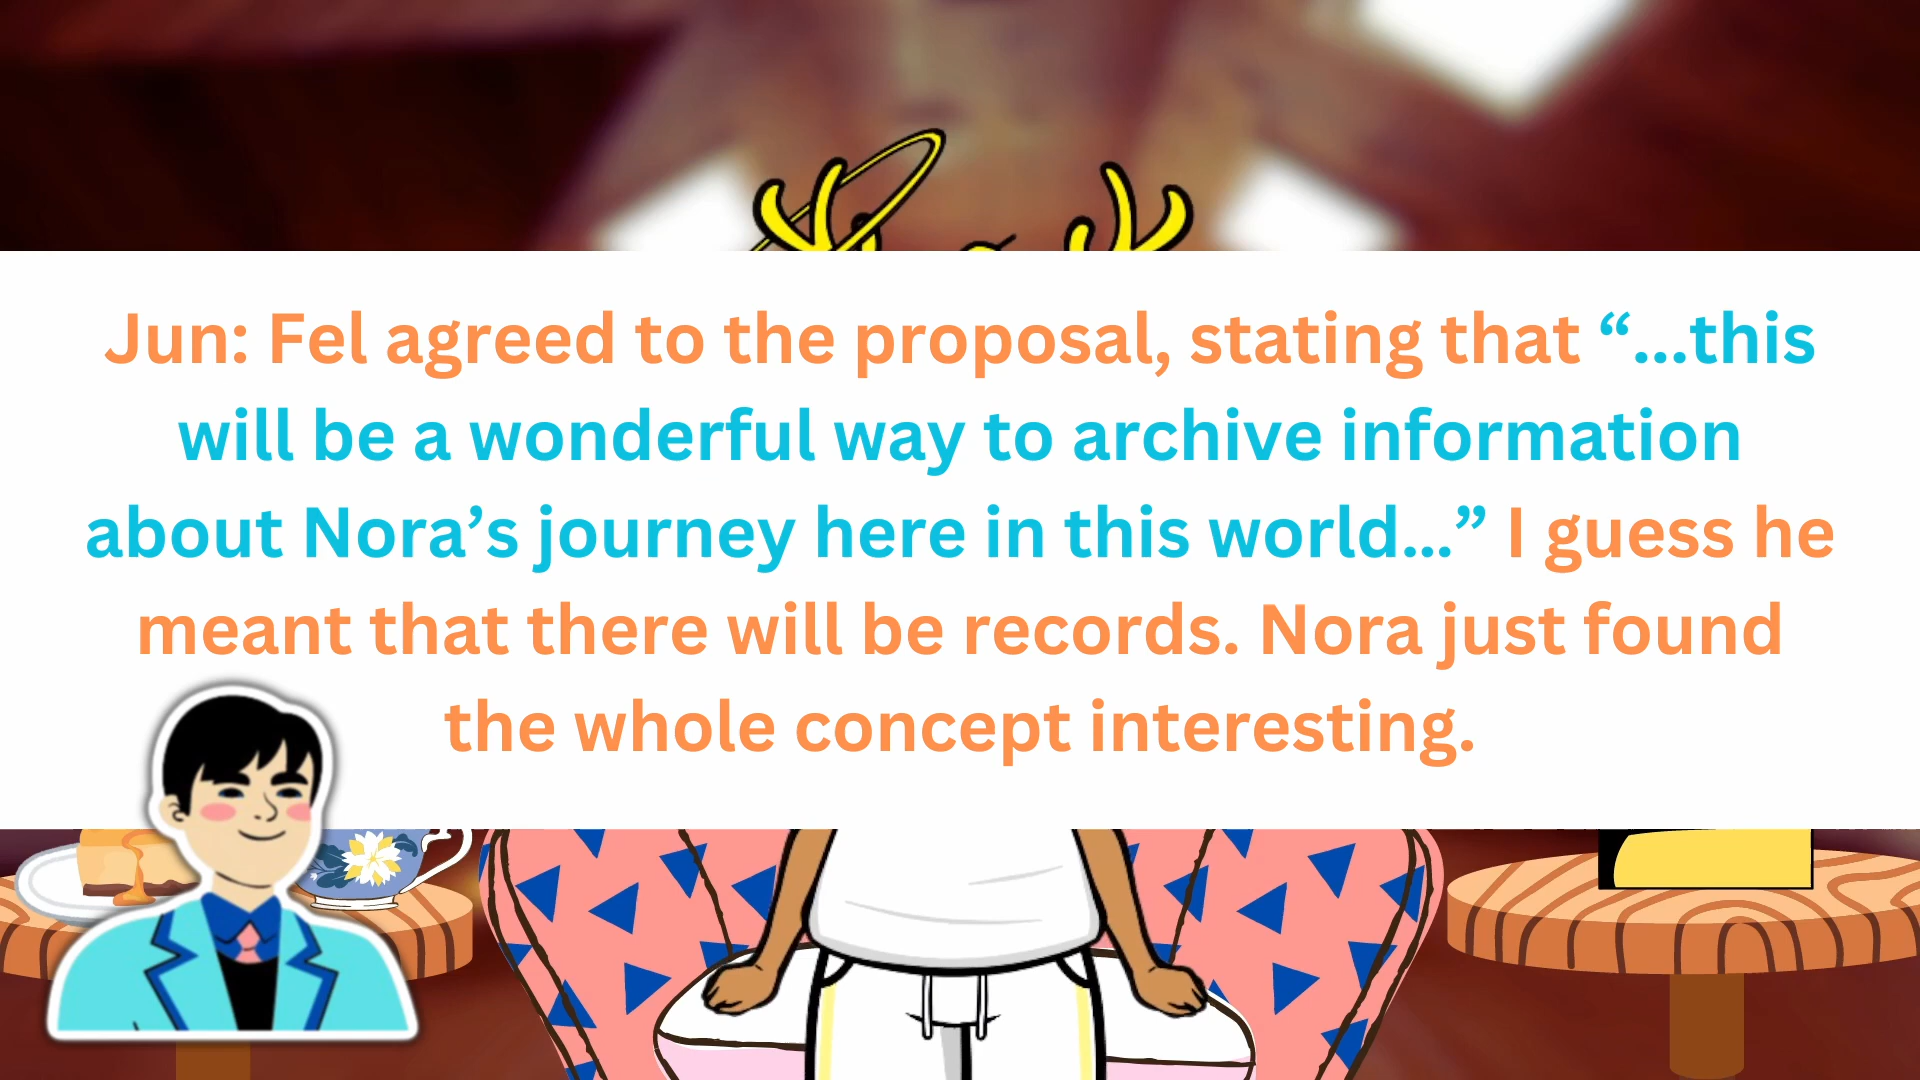 Jun: Fel agreed to the proposal, stating that “...this
will be a wonderful way to archive information
about Nora’s journey here in this world...” I guess he
meant that there will be records. Nora just found
the whole concept interesting.